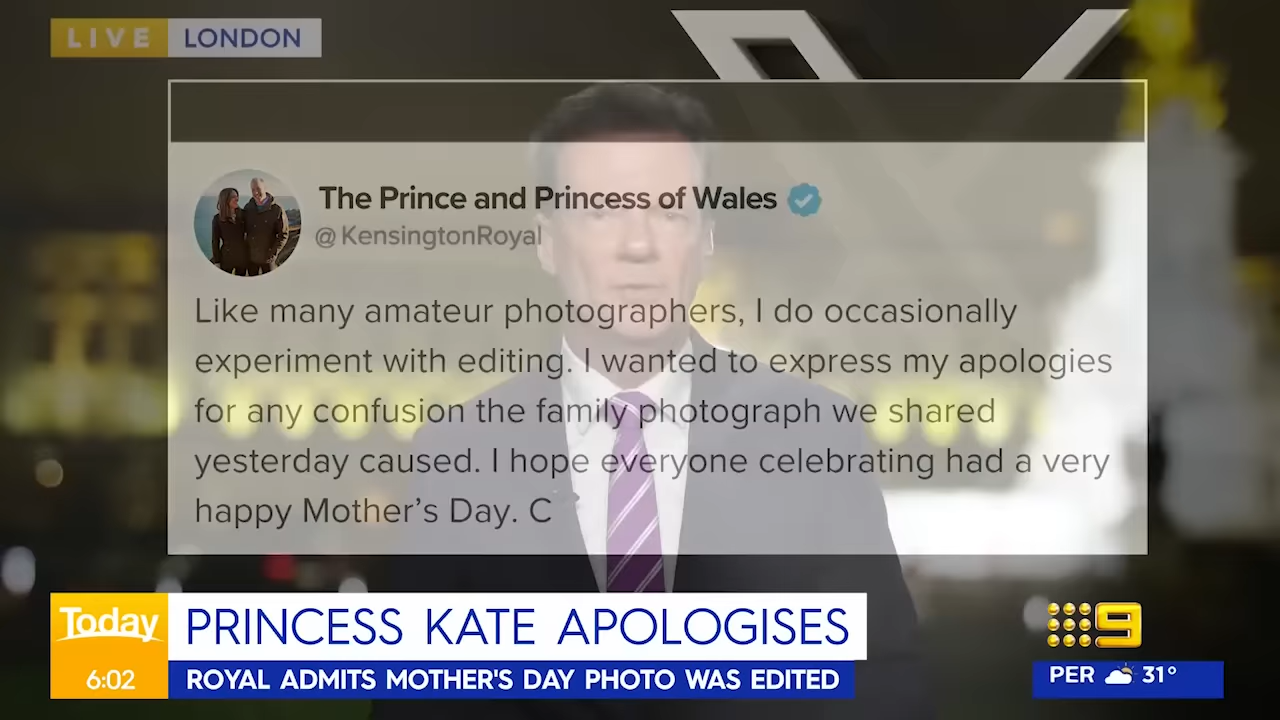 LIVE LONDON
The Prince and Princess of Wales
@KensingtonRoyal
Like many amateur photographers, I do occasionally
experiment with editing. I wanted to express my apologies
for any confusion the family photograph we shared
yesterday caused. I hope everyone celebrating had a very
happy Mother's Day. C
Today
6:02
PRINCESS KATE APOLOGISES
ROYAL ADMITS MOTHER'S DAY PHOTO WAS EDITED
9
PER 31°